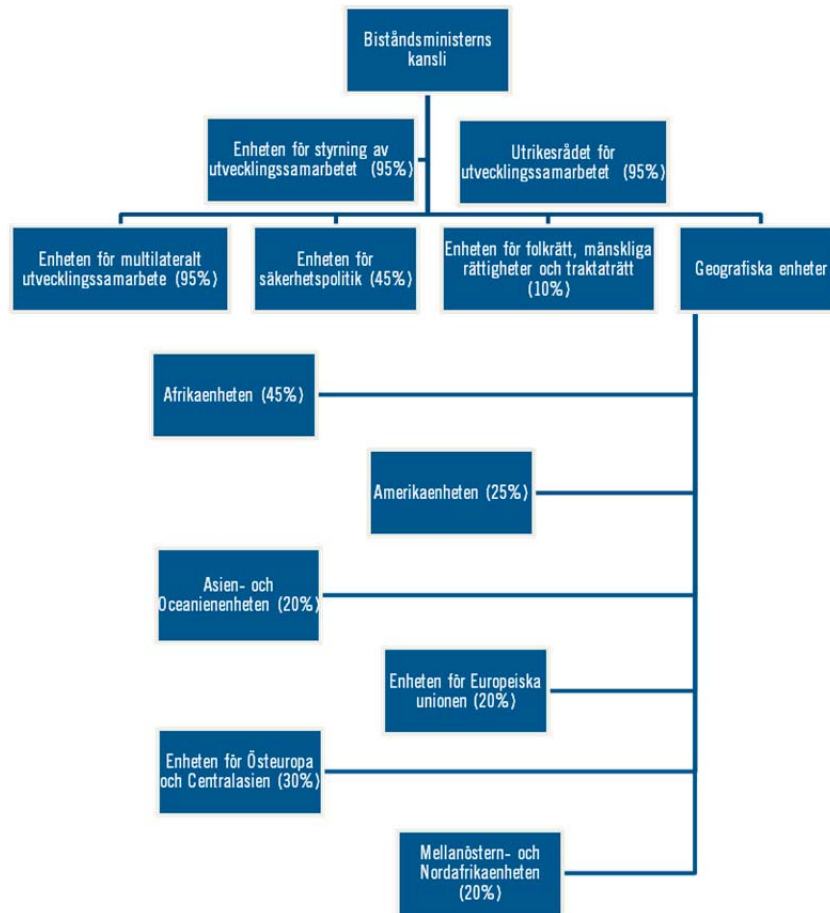 Biståndsministerns
kansli
Enheten för styrning av
utvecklingssamarbetet (95%)
Utrikesrådet för
utvecklingssamarbetet (95%)
Enheten för multilateralt
utvecklingssamarbete (95%)
Enheten för
säkerhetspolitik (45%)
Enheten för folkrätt, mänskliga
rättigheter och traktaträtt
(10%)
Geografiska enheter
Afrikaenheten (45%)
Amerikaenheten (25%)
Asien- och
Oceanienenheten (20%)
Enheten för Europeiska
unionen (20%)
Enheten för Östeuropa
och Centralasien (30%)
Mellanöstern- och
Nordafrikaenheten
(20%)